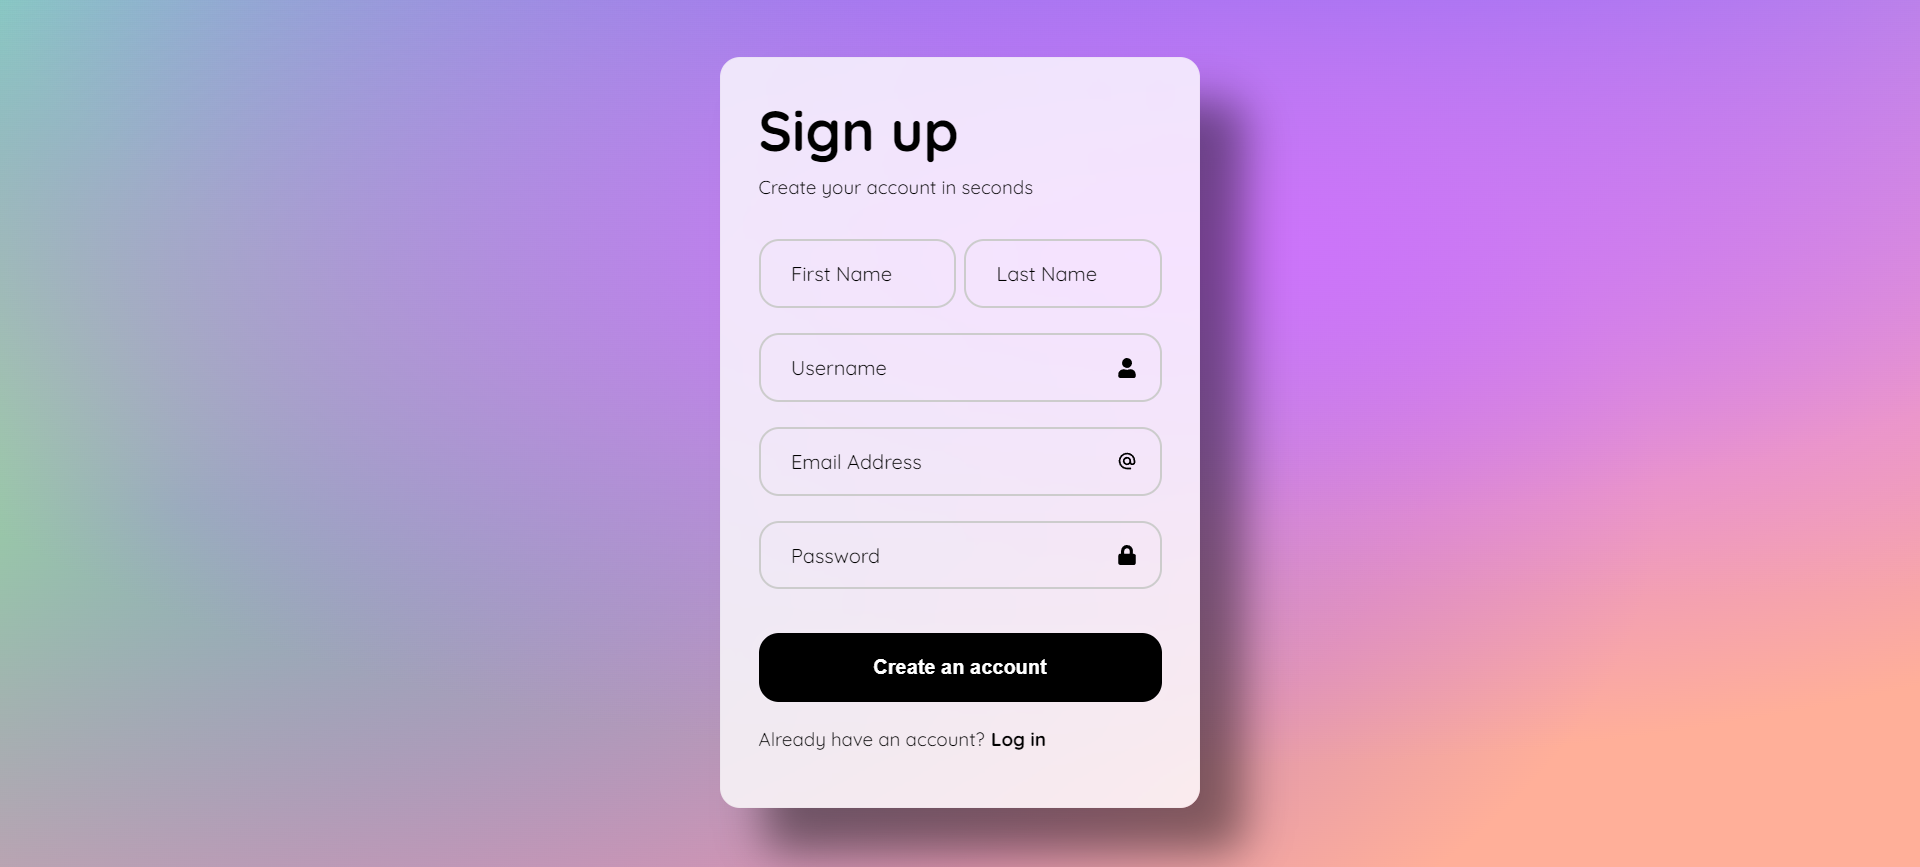 Sign up
Create your account in seconds
First Name Last Name
Username
Email Address @
Password
Create an account
Already have an account? Log in